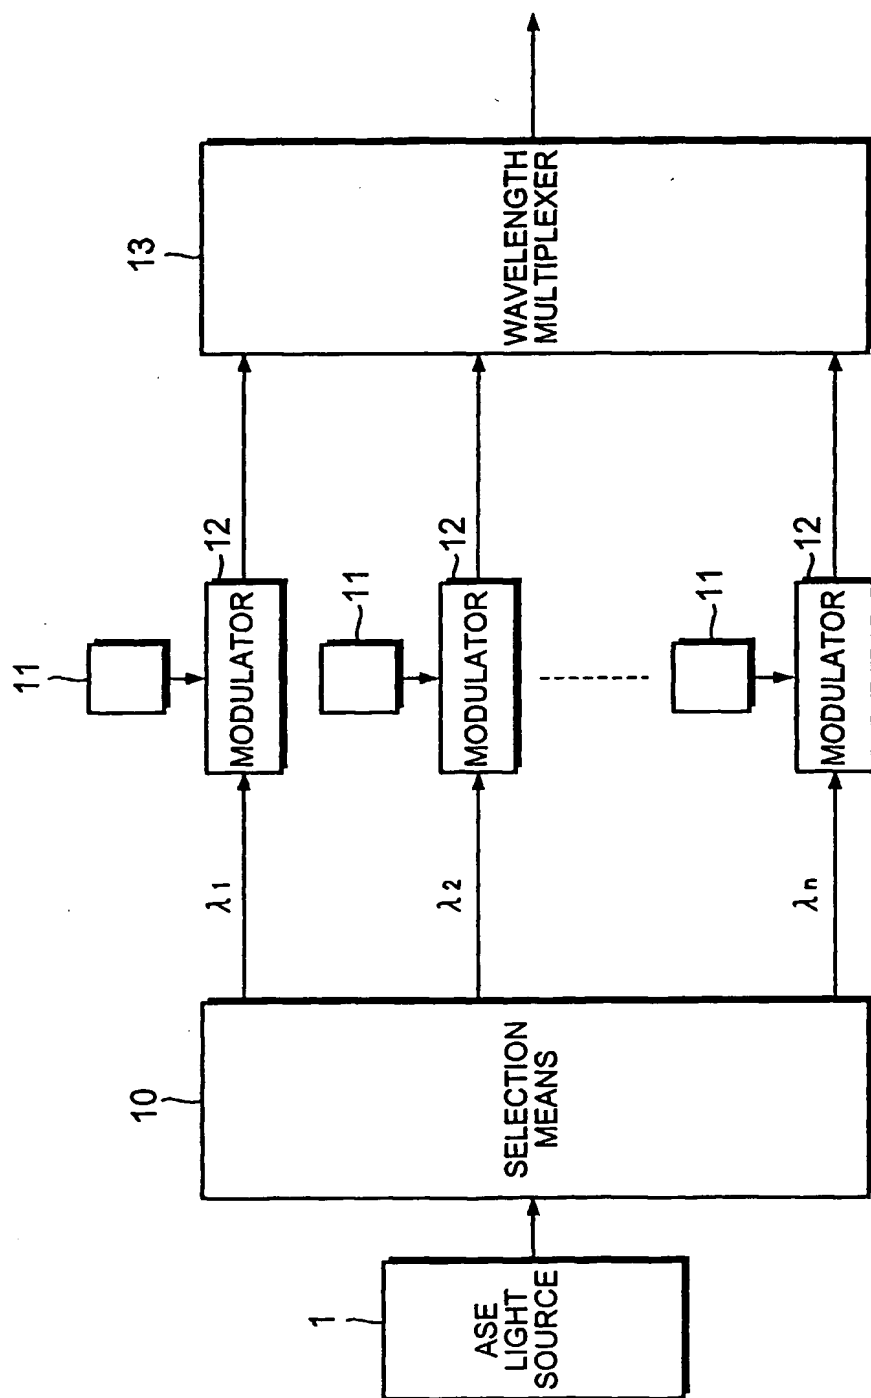 1
ASE
LIGHT
SOURCE
10
SELECTION
MEANS
λ1
λ2
λn
11
MODULATOR
12
11
MODULATOR
12
11
MODULATOR
12
13
WAVELENGTH
MULTIPLEXER